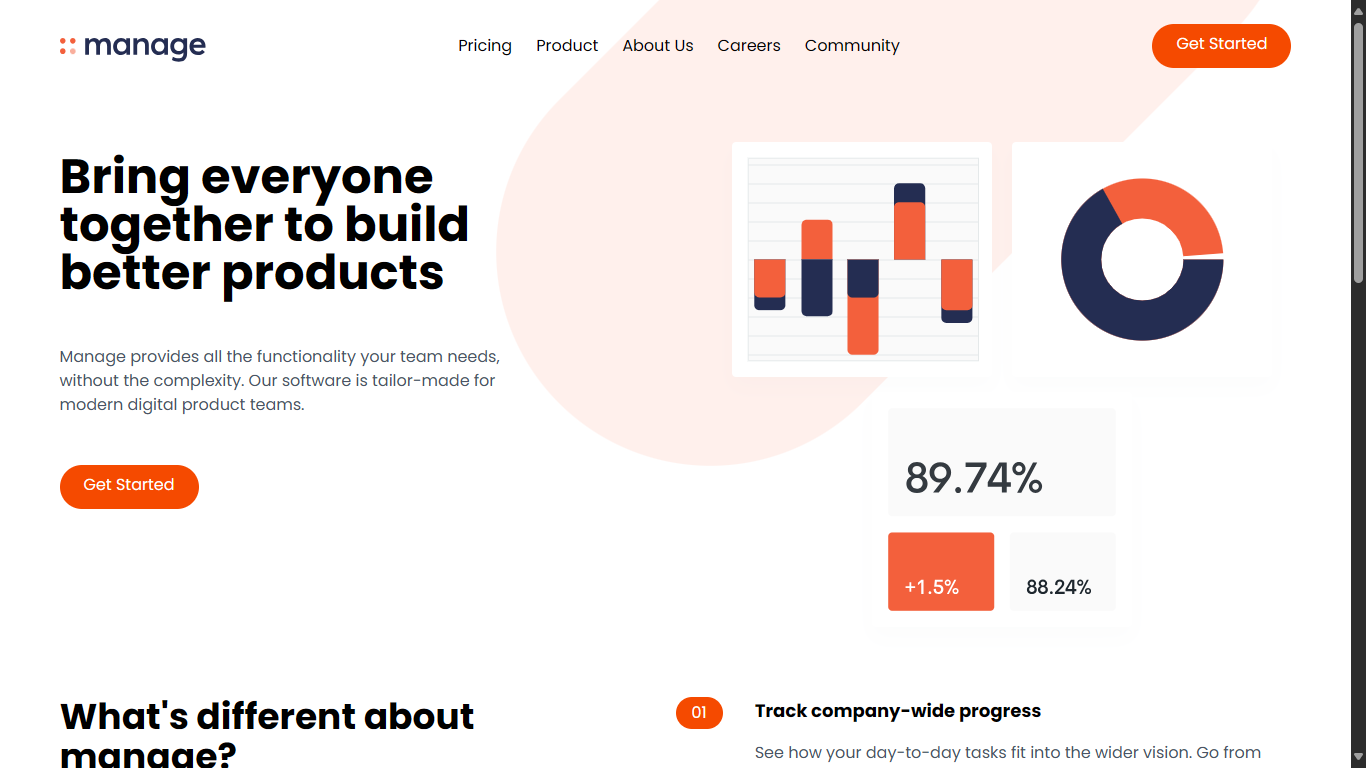 manage
Pricing
Product
About Us
Careers
Community
Get Started
Bring everyone
together to build
better products
Manage provides all the functionality your team needs,
without the complexity. Our software is tailor-made for
modern digital product teams.
Get Started
89.74%
+1.5%
88.24%
What's different about
manage?
01
Track company-wide progress
See how your day-to-day tasks fit into the wider vision. Go from